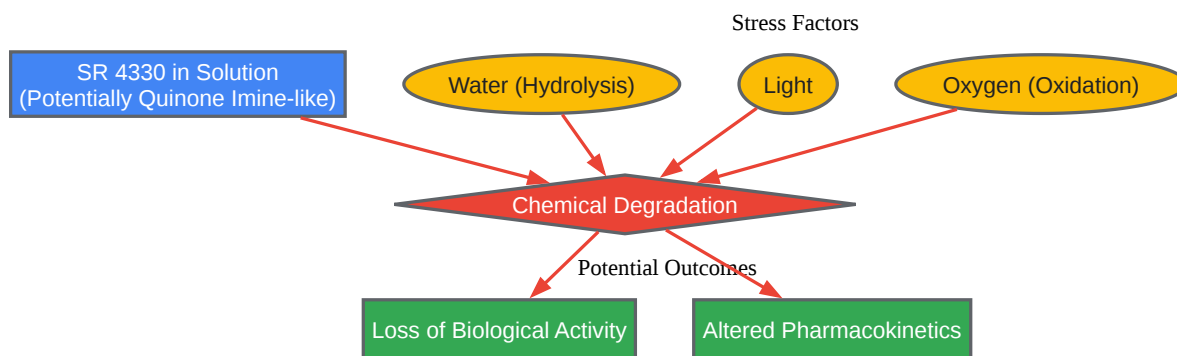 Stress Factors
SR 4330 in Solution
(Potentially Quinone Imine-like)
Water (Hydrolysis)
Light
Oxygen (Oxidation)
Chemical Degradation
Potential Outcomes
Loss of Biological Activity
Altered Pharmacokinetics